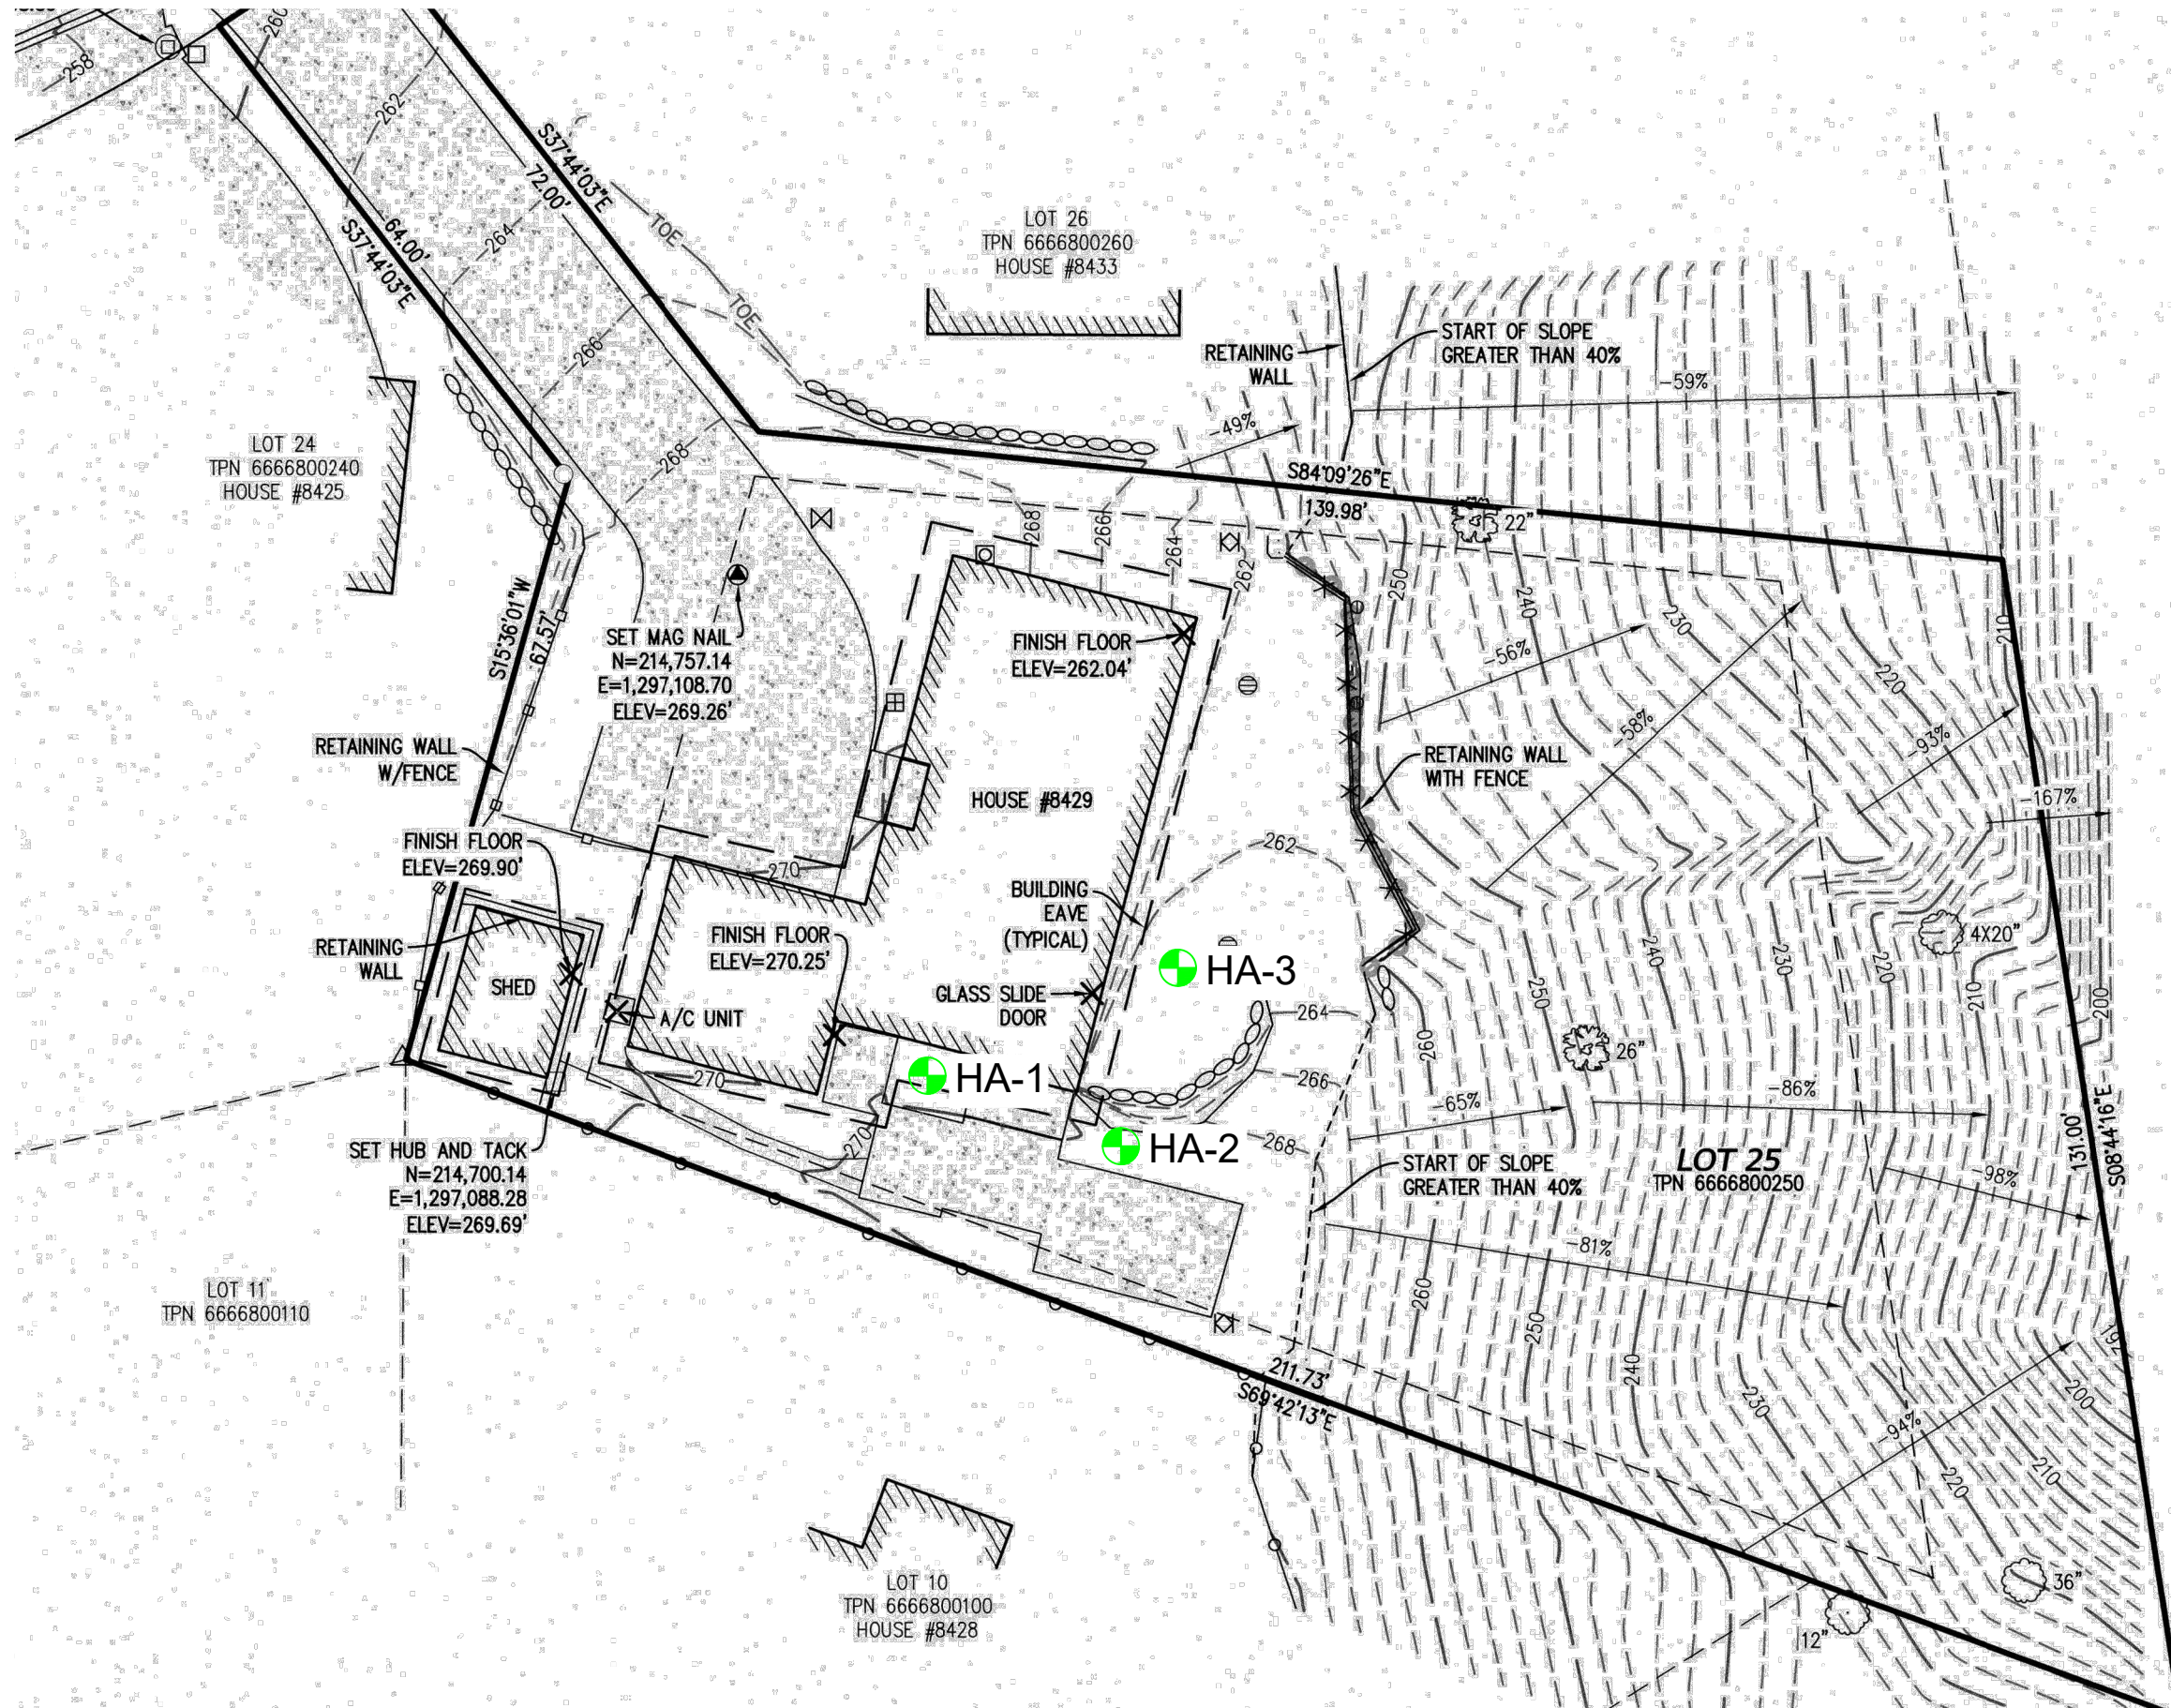 258
260
262
S37°44'03"E
72.00'
64.00'
S37°44'03"E
264
TOE
TOE
266
268
LOT 26
TPN 6666800260
HOUSE #8433
RETAINING
WALL
START OF SLOPE
GREATER THAN 40%
-59%
-49%
S84°09'26"E
139.98'
22"
LOT 24
TPN 6666800240
HOUSE #8425
268
266
264
262
250
240
230
220
210
S15°36'01"W
67.57'
SET MAG NAIL
N=214,757.14
E=1,297,108.70
ELEV=269.26'
FINISH FLOOR
ELEV=262.04'
-56%
-58%
-93%
-167%
RETAINING WALL
W/FENCE
RETAINING WALL
WITH FENCE
HOUSE #8429
FINISH FLOOR
ELEV=269.90'
270
262
BUILDING
EAVE
(TYPICAL)
FINISH FLOOR
ELEV=270.25'
RETAINING
WALL
SHED
A/C UNIT
GLASS SLIDE
DOOR
HA-3
264
4X20"
250
240
230
220
210
200
260
26"
HA-1
270
266
-65%
-86%
HA-2
268
270
SET HUB AND TACK
N=214,700.14
E=1,297,088.28
ELEV=269.69'
START OF SLOPE
GREATER THAN 40%
LOT 25
TPN 6666800250
-98%
131.00'
S08°44'16"E
-81%
LOT 11
TPN 6666800110
260
250
240
230
220
210
200
-94%
211.73'
S69°42'13"E
LOT 10
TPN 6666800100
HOUSE #8428
36"
12"